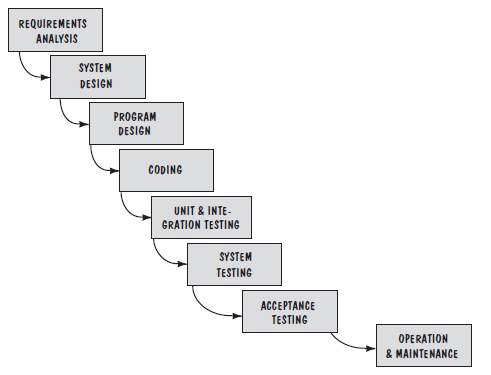 REQUIREMENTS
ANALYSIS
SYSTEM
DESIGN
PROGRAM
DESIGN
CODING
UNIT & INTE-
GRATION TESTING
SYSTEM
TESTING
ACCEPTANCE
TESTING
OPERATION
& MAINTENANCE